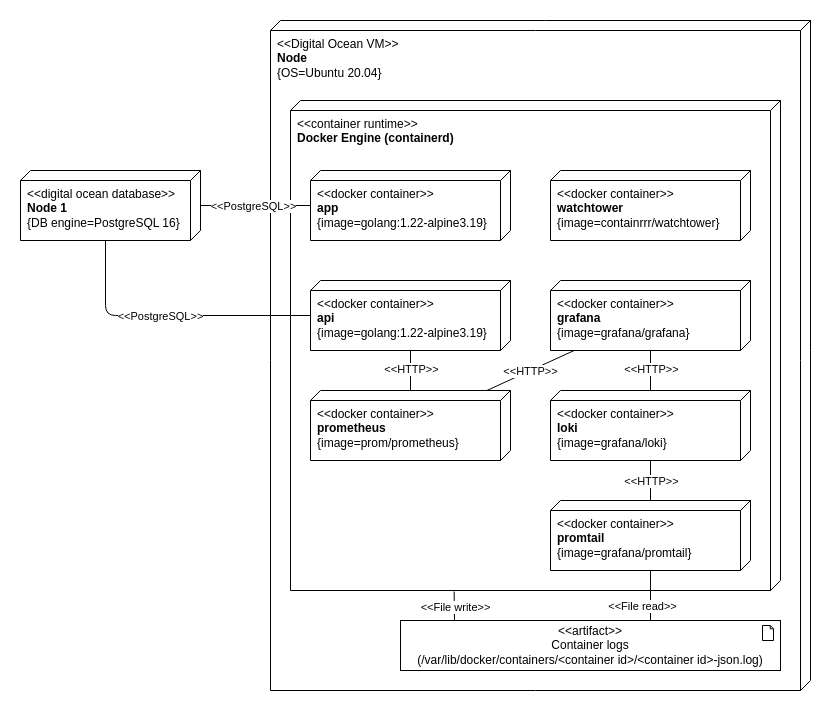 <<Digital Ocean VM>>
Node
{OS=Ubuntu 20.04}
<<container runtime>>
Docker Engine (containerd)
<<digital ocean database>>
Node 1
{DB engine=PostgreSQL 16}
<<PostgreSQL>>
<<docker container>>
app
{image=golang:1.22-alpine3.19}
<<docker container>>
watchtower
{image=containrrr/watchtower}
<<PostgreSQL>>
<<docker container>>
api
{image=golang:1.22-alpine3.19}
<<docker container>>
grafana
{image=grafana/grafana}
<<HTTP>>
<<HTTP>>
<<HTTP>>
<<docker container>>
prometheus
{image=prom/prometheus}
<<docker container>>
loki
{image=grafana/loki}
<<HTTP>>
<<docker container>>
promtail
{image=grafana/promtail}
<<File write>>
<<File read>>
<<artifact>>
Container logs
(/var/lib/docker/containers/<container id>/<container id>-json.log)